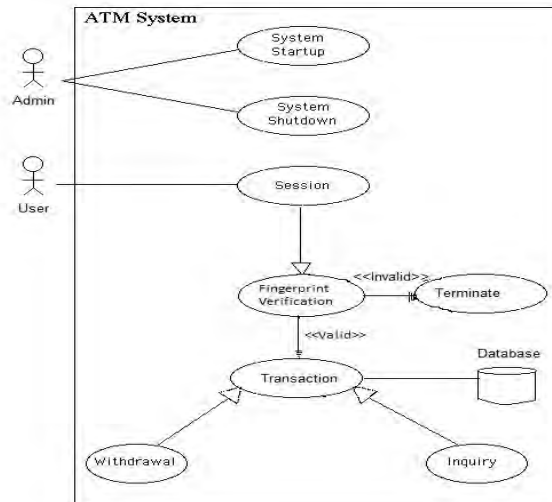 ATM System
System
Startup
Admin
System
Shutdown
Session
User
<<Invalid>>
Fingerprint
Verification
Terminate
<<Valid>>
Database
Transaction
Withdrawal
Inquiry